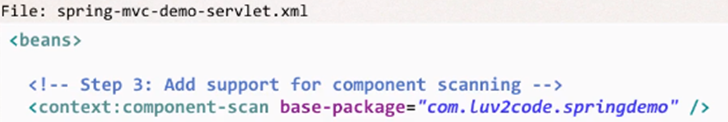 File: spring-mvc-demo-servlet.xml
<beans>
<!-- Step 3: Add support for component scanning -->
<context:component-scan base-package="com.luv2code.springdemo" />